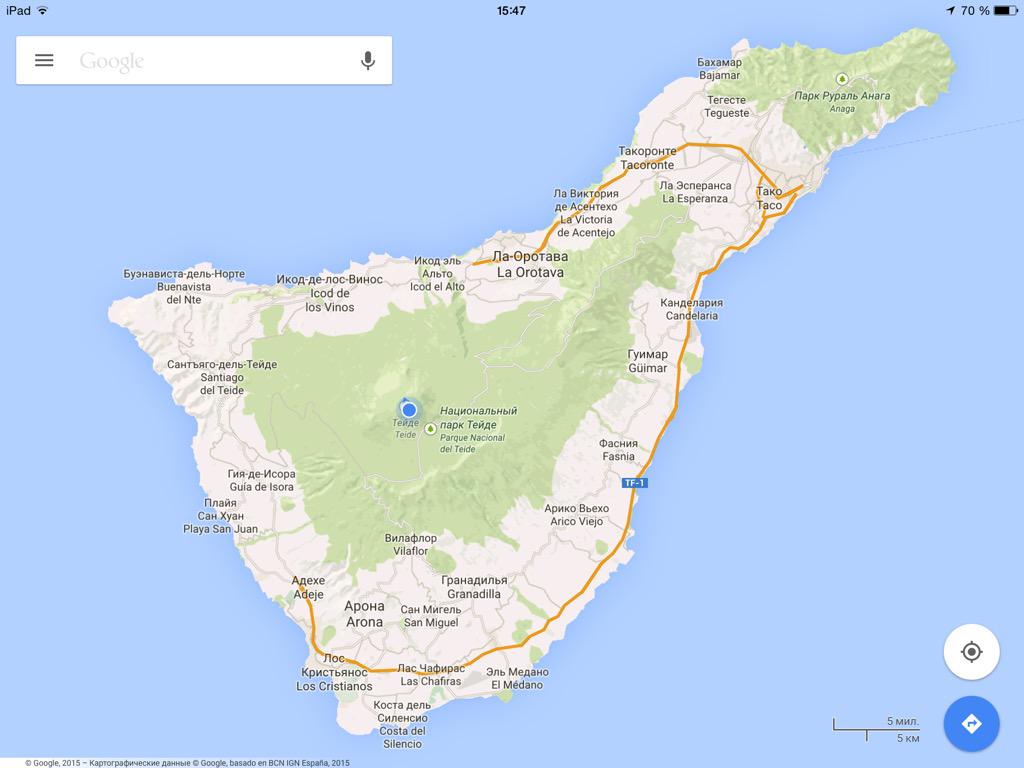 iPad
15:47
70 %
Google
Бахамар
Bajamar
Парк Рураль Анага
Anaga
Тегесте
Tegueste
Такоронте
Tacoronte
Ла Эсперанса
La Esperanza
Тако
Taco
Ла Виктория
де Асентехо
La Victoria
de Acentejo
Ла-Оротава
La Orotava
Икод эль
Альто
Icod el Alto
Буэнависта-дель-Норте
Buenavista
del Nte
Икод-де-лос-Винос
Icod de
los Vinos
Канделария
Candelaria
Гуимар
Güimar
Сантъяго-дель-Тейде
Santiago
del Teide
Тейде
Teide
Национальный
парк Тейде
Parque Nacional
del Teide
Фасния
Fasnia
TF-1
Гия-де-Исора
Guía de Isora
Плайя
Сан Хуан
Playa San Juan
Арико Вьехо
Arico Viejo
Вилафлор
Vilaflor
Адехе
Adeje
Гранадилья
Granadilla
Арона
Arona
Сан Мигель
San Miguel
Лос
Кристьянос
Los Cristianos
Лас Чафирас
Las Chafiras
Эль Медано
El Médano
Коста дель
Силенсио
Costa del
Silencio
5 мил.
5 км
© Google, 2015 – Картографические данные © Google, basado en BCN IGN España, 2015